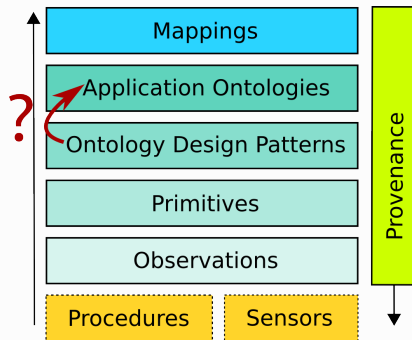 Mappings
Application Ontologies
?
Ontology Design Patterns
Primitives
Observations
Procedures
Sensors
Provenance